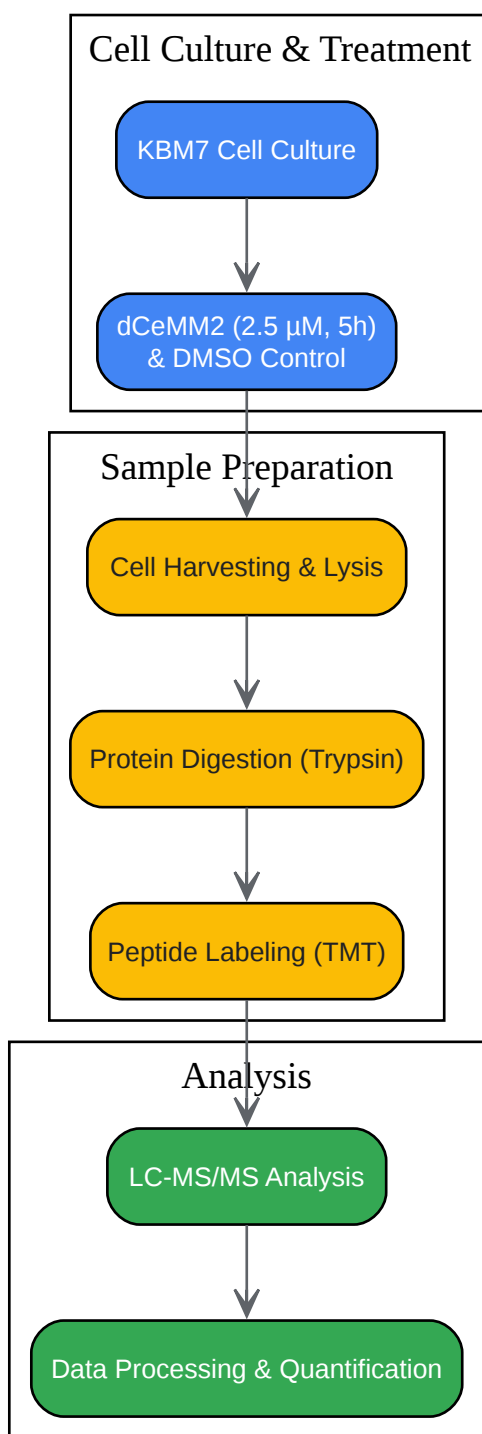 Cell Culture & Treatment
KBM7 Cell Culture
dCeMM2 (2.5 µM, 5h)
& DMSO Control
Sample Preparation
Cell Harvesting & Lysis
Protein Digestion (Trypsin)
Peptide Labeling (TMT)
Analysis
LC-MS/MS Analysis
Data Processing & Quantification